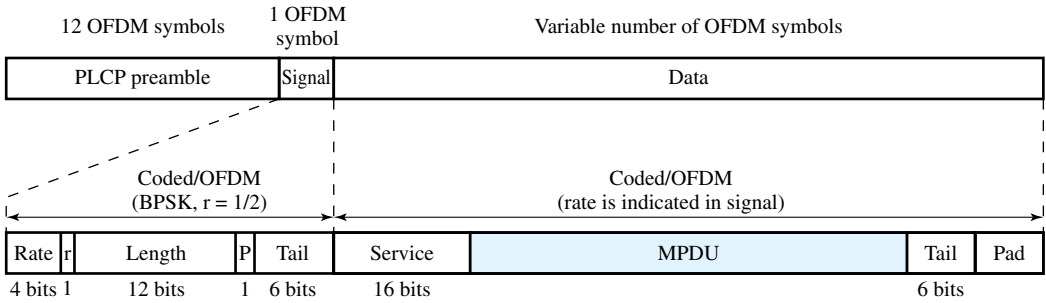 12 OFDM symbols
1 OFDM
symbol
Variable number of OFDM symbols
PLCP preamble
Signal
Data
Coded/OFDM
(BPSK, r = 1/2)
Coded/OFDM
(rate is indicated in signal)
Rate
r
Length
P
Tail
Service
MPDU
Tail
Pad
4 bits
1
12 bits
1
6 bits
16 bits
6 bits